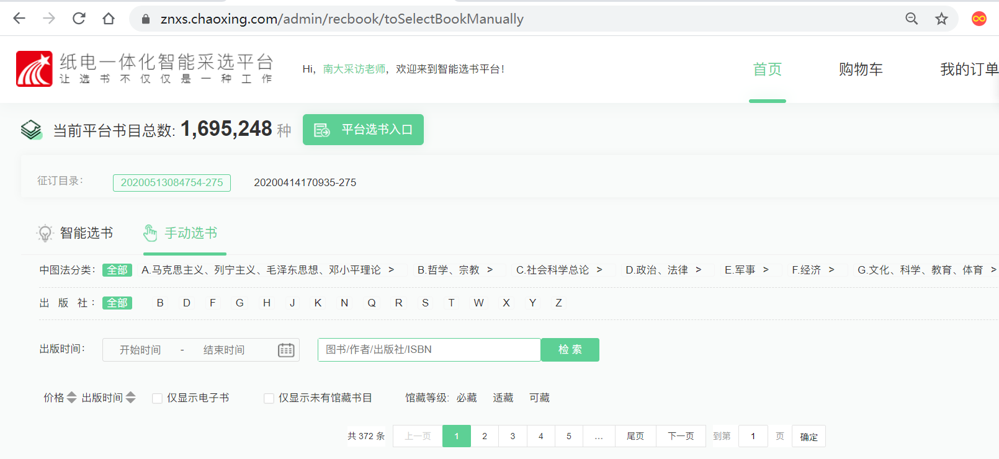 znxs.chaoxing.com/admin/recbook/toSelectBookManually
纸电一体化智能采选平台
让选书不仅仅是一种工作
Hi，南大采访老师，欢迎来到智能选书平台！
首页 购物车 我的订单
当前平台书目总数: 1,695,248 种 平台选书入口
征订目录： 20200513084754-275 20200414170935-275
智能选书 手动选书
中图法分类： 全部 A.马克思主义、列宁主义、毛泽东思想、邓小平理论 > B.哲学、宗教 > C.社会科学总论 > D.政治、法律 > E.军事 > F.经济 > G.文化、科学、教育、体育 >
出 版 社： 全部 B D F G H J K N Q R S T W X Y Z
出版时间： 开始时间 - 结束时间 图书/作者/出版社/ISBN 检 索
价格 出版时间 仅显示电子书 仅显示未有馆藏书目 馆藏等级: 必藏 适藏 可藏
共 372 条 上一页 1 2 3 4 5 ... 尾页 下一页 到第 1 页 确定